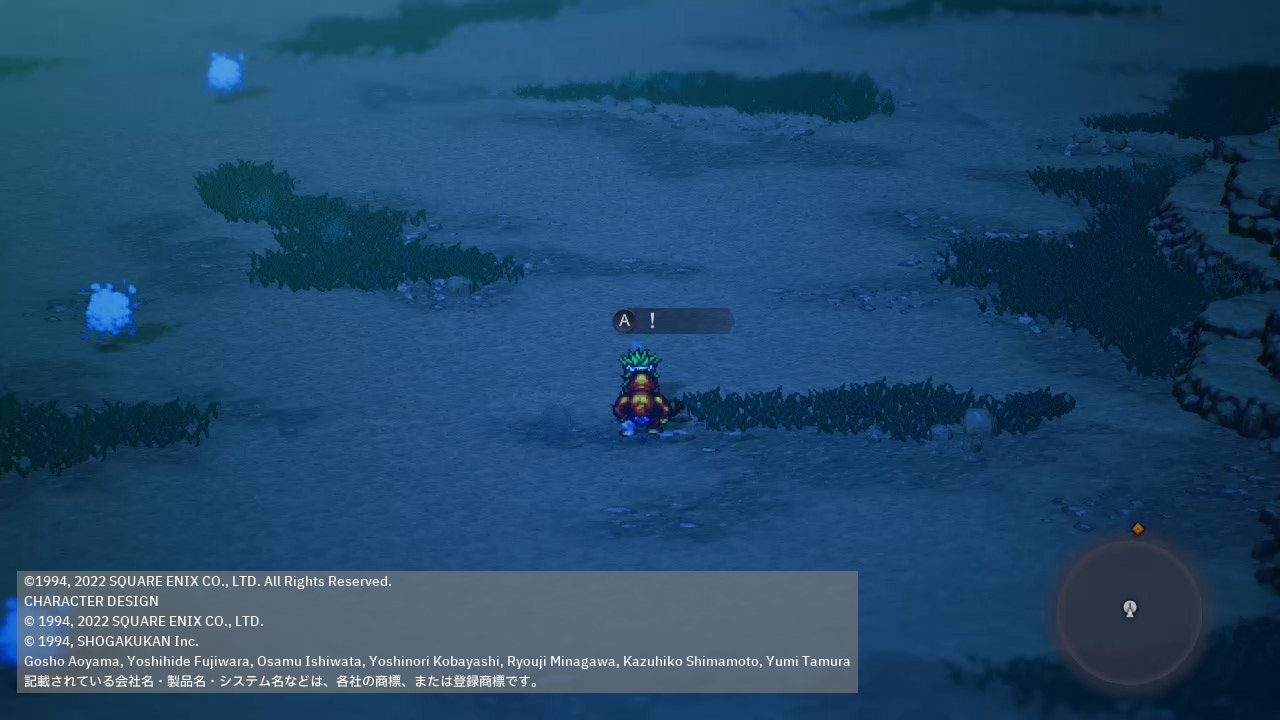 A !
©1994, 2022 SQUARE ENIX CO., LTD. All Rights Reserved.
CHARACTER DESIGN
© 1994, 2022 SQUARE ENIX CO., LTD.
© 1994, SHOGAKUKAN Inc.
Gosho Aoyama, Yoshihide Fujiwara, Osamu Ishiwata, Yoshinori Kobayashi, Ryouji Minagawa, Kazuhiko Shimamoto, Yumi Tamura
記載されている会社名・製品名・システム名などは、各社の商標、または登録商標です。